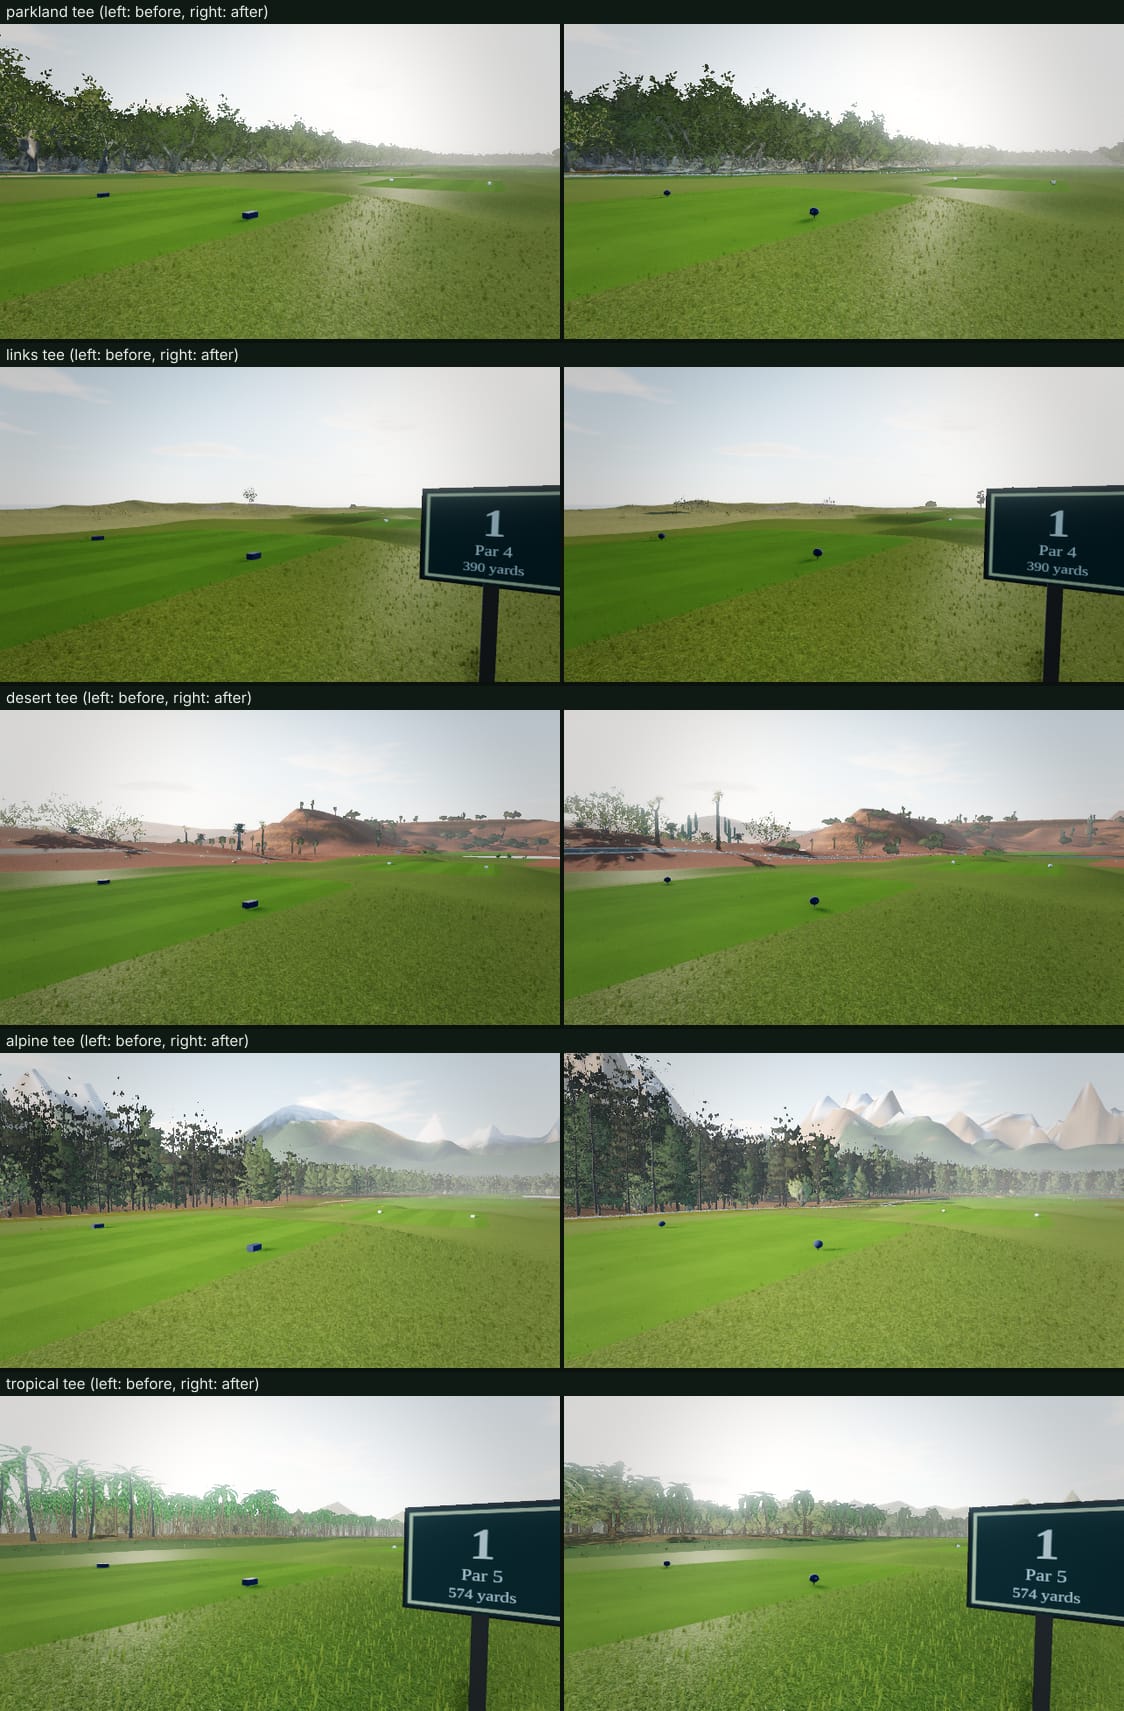 parkland tee (left: before, right: after)
links tee (left: before, right: after)
1
Par 4
390 yards
1
Par 4
390 yards
desert tee (left: before, right: after)
alpine tee (left: before, right: after)
tropical tee (left: before, right: after)
1
Par 5
574 yards
1
Par 5
574 yards